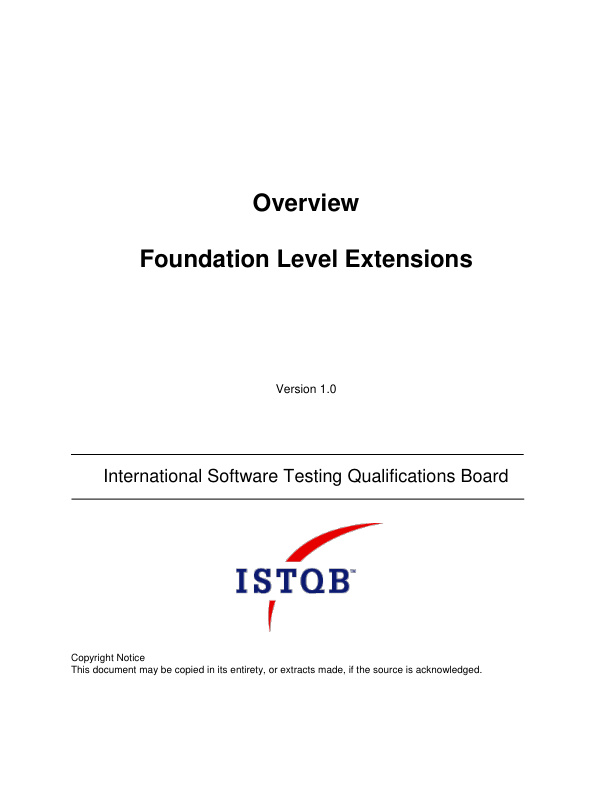 Overview
Foundation Level Extensions
Version 1.0
International Software Testing Qualifications Board
ISTQB™
Copyright Notice
This document may be copied in its entirety, or extracts made, if the source is acknowledged.